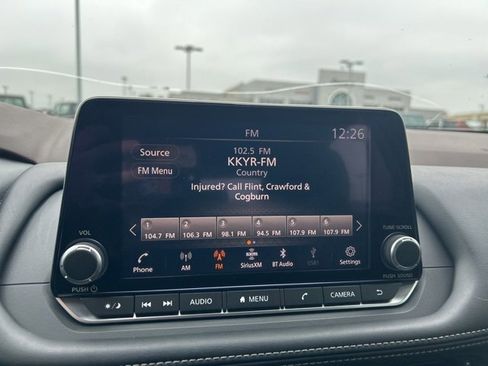 FM
12:26
Source
102.5 FM
KKYR-FM
FM Menu
Country
Injured? Call Flint, Crawford &
Cogburn
VOL
TUNE·SCROLL
1 2 3 4 5 6
104.7 FM 106.3 FM 98.1 FM 94.5 FM 107.9 FM 107.9 FM
Phone AM FM SiriusXM BT Audio USB1 Settings
PUSH
PUSH SOUND
AUDIO MENU CAMERA